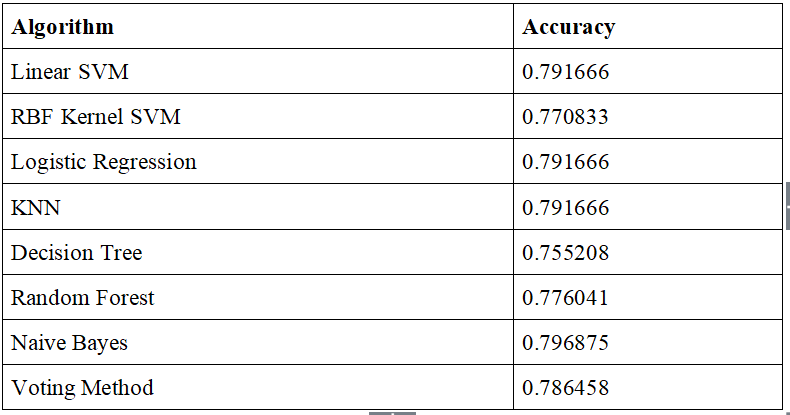 Algorithm Accuracy
Linear SVM 0.791666
RBF Kernel SVM 0.770833
Logistic Regression 0.791666
KNN 0.791666
Decision Tree 0.755208
Random Forest 0.776041
Naive Bayes 0.796875
Voting Method 0.786458